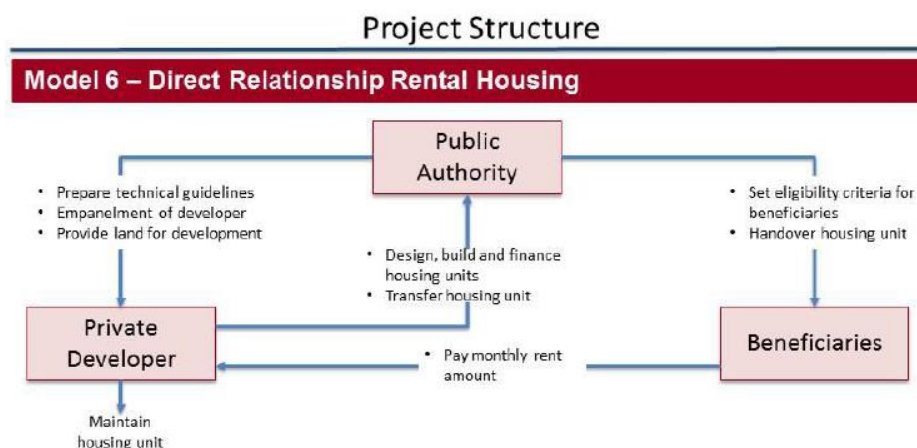 Project Structure
Model 6 – Direct Relationship Rental Housing
Public
Authority
• Prepare technical guidelines
• Empanelment of developer
• Provide land for development
• Set eligibility criteria for
beneficiaries
• Handover housing unit
• Design, build and finance
housing units
• Transfer housing unit
Private
Developer
• Pay monthly rent
amount
Beneficiaries
Maintain
housing unit